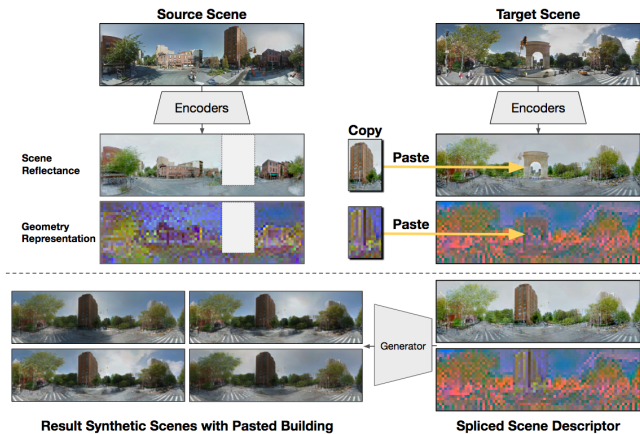 Source Scene
Target Scene
Encoders
Encoders
Scene
Reflectance
Copy
Paste
Geometry
Representation
Paste
Generator
Result Synthetic Scenes with Pasted Building
Spliced Scene Descriptor